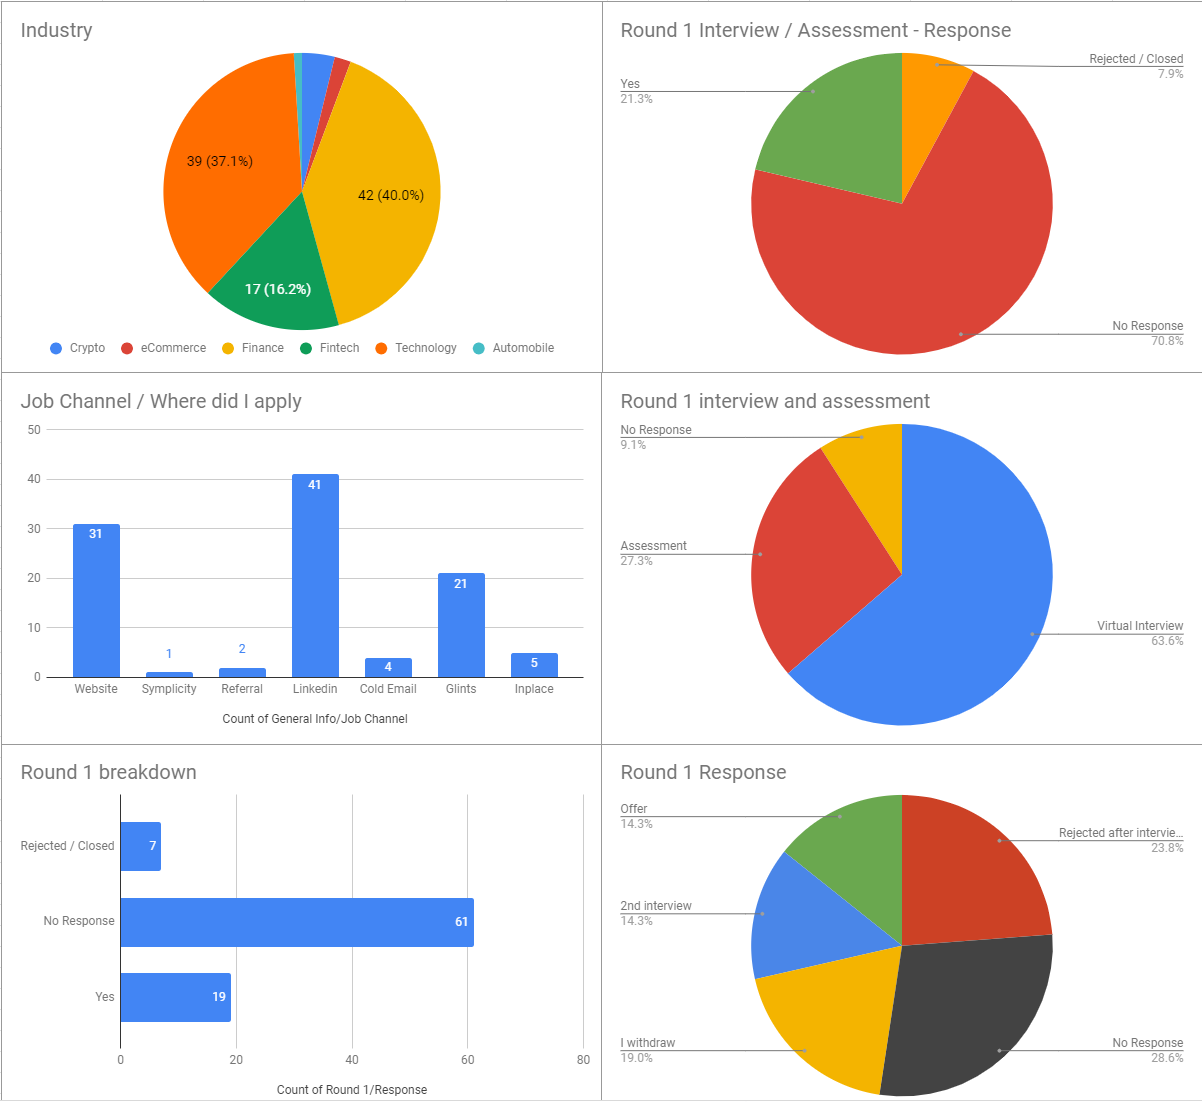 Industry
39 (37.1%)
42 (40.0%)
17 (16.2%)
Crypto eCommerce Finance Fintech Technology Automobile
Round 1 Interview / Assessment - Response
Rejected / Closed
7.9%
Yes
21.3%
No Response
70.8%
Job Channel / Where did I apply
50
40
30
20
10
0
31
1
2
41
4
21
5
Website Symplicity Referral Linkedin Cold Email Glints Inplace
Count of General Info/Job Channel
Round 1 interview and assessment
No Response
9.1%
Assessment
27.3%
Virtual Interview
63.6%
Round 1 breakdown
Rejected / Closed
7
No Response
61
Yes
19
0 20 40 60 80
Count of Round 1/Response
Round 1 Response
Offer
14.3%
Rejected after intervie...
23.8%
2nd interview
14.3%
I withdraw
19.0%
No Response
28.6%